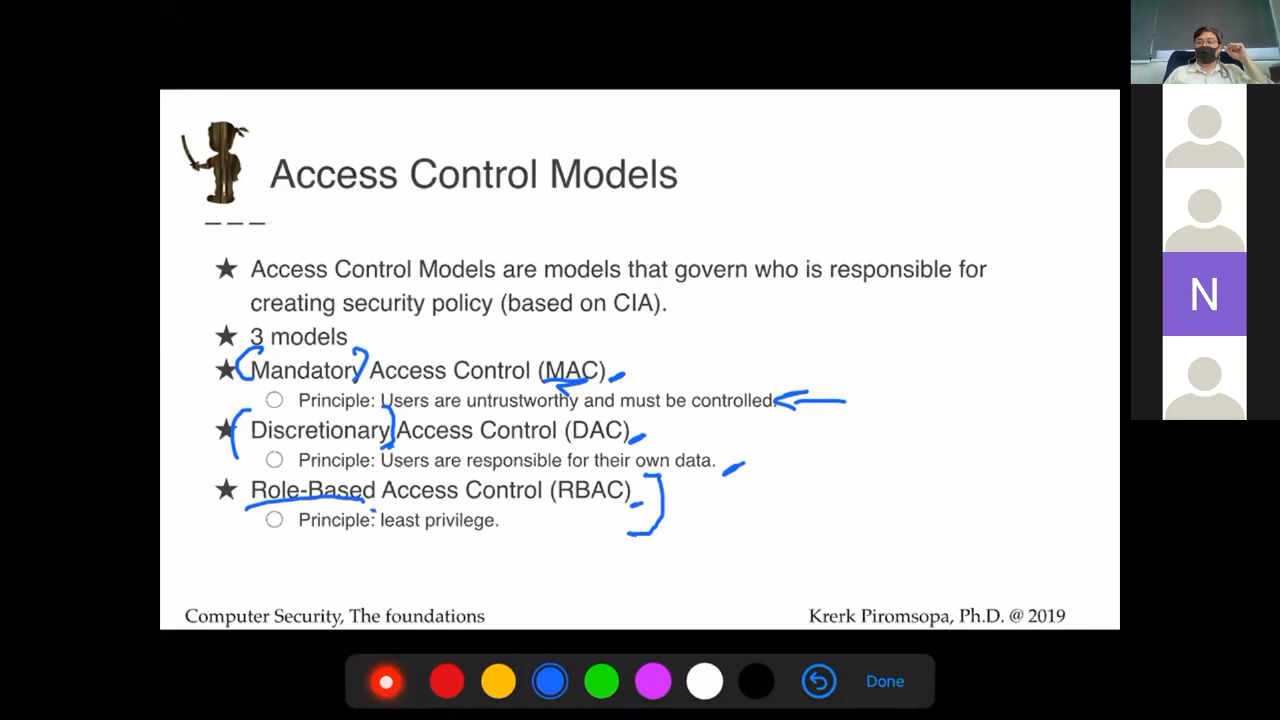 Access Control Models
Access Control Models are models that govern who is responsible for
creating security policy (based on CIA).
3 models
Mandatory Access Control (MAC)
Principle: Users are untrustworthy and must be controlled.
Discretionary Access Control (DAC)
Principle: Users are responsible for their own data.
Role-Based Access Control (RBAC)
Principle: least privilege.
Computer Security, The foundations
Krerk Piromsopa, Ph.D. @ 2019
N
Done